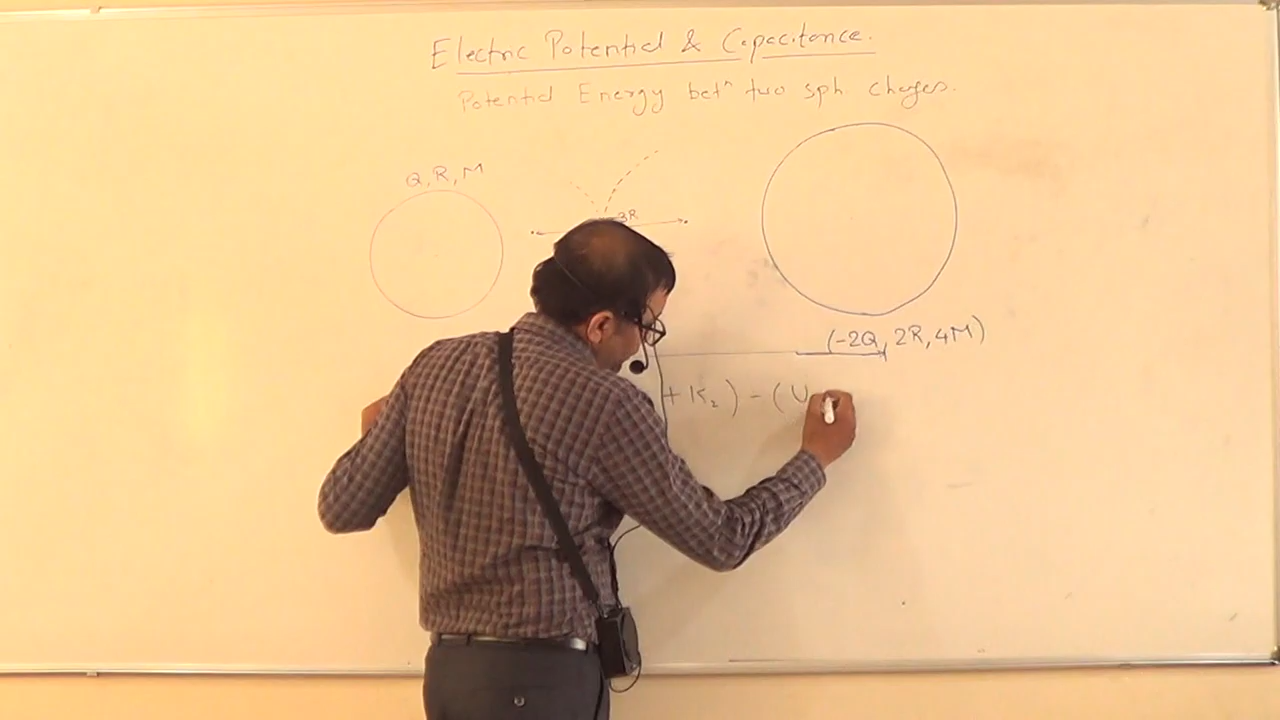 Electric Potential & Capacitance.
Potential Energy betⁿ two sph charges.
Q, R, M
3R
(-2Q, 2R, 4M)
+ K₂) - (U